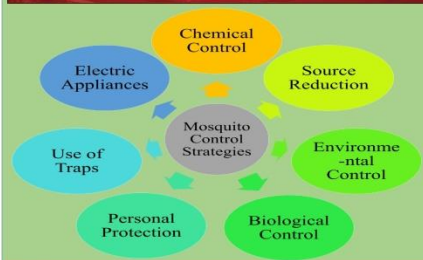 Chemical
Control
Electric
Appliances
Source
Reduction
Mosquito
Control
Strategies
Use of
Traps
Environme
-ntal
Control
Personal
Protection
Biological
Control